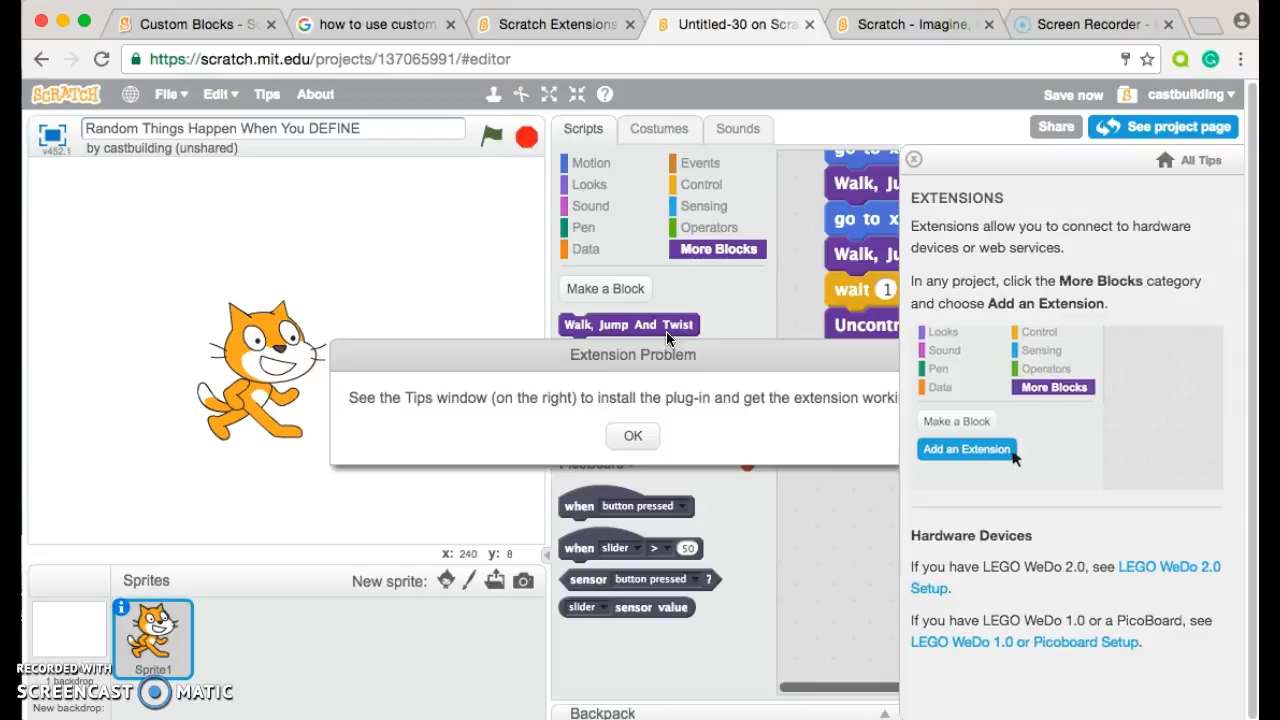 Custom Blocks - S
how to use custom
Scratch Extensions
Untitled-30 on Scra
Scratch - Imagine,
Screen Recorder -
https://scratch.mit.edu/projects/137065991/#editor
SCRATCH
File
Edit
Tips
About
Save now
castbuilding
v452.1
Random Things Happen When You DEFINE
by castbuilding (unshared)
Scripts
Costumes
Sounds
Share
See project page
Motion
Looks
Sound
Pen
Data
Events
Control
Sensing
Operators
More Blocks
Make a Block
Walk, Jump And Twist
go to x
Walk, Ju
go to x
Walk, Ju
wait 1
Uncontr
Extension Problem
See the Tips window (on the right) to install the plug-in and get the extension worki
OK
PicoBoard
when button pressed
when slider > 50
sensor button pressed ?
slider sensor value
x: 240 y: 8
Sprites
New sprite:
Sprite1
1 backdrop
New backdrop:
Backpack
All Tips
EXTENSIONS
Extensions allow you to connect to hardware
devices or web services.
In any project, click the More Blocks category
and choose Add an Extension.
Looks
Sound
Pen
Data
Control
Sensing
Operators
More Blocks
Make a Block
Add an Extension
Hardware Devices
If you have LEGO WeDo 2.0, see LEGO WeDo 2.0
Setup.
If you have LEGO WeDo 1.0 or a PicoBoard, see
LEGO WeDo 1.0 or Picoboard Setup.
RECORDED WITH
SCREENCAST MATIC